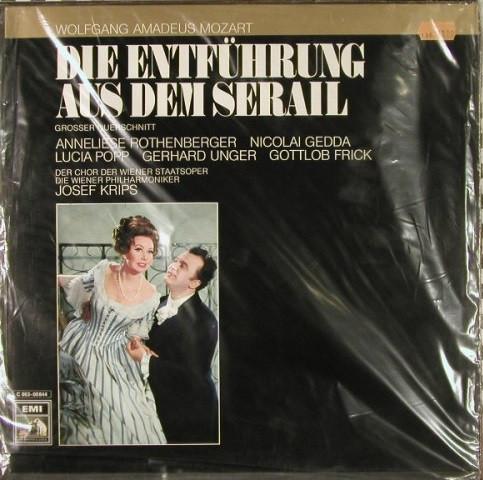 WOLFGANG AMADEUS MOZART
DIE ENTFÜHRUNG
AUS DEM SERAIL
GROSSER QUERSCHNITT
ANNELIESE ROTHENBERGER NICOLAI GEDDA
LUCIA POPP GERHARD UNGER GOTTLOB FRICK
DER CHOR DER WIENER STAATSOPER
DIE WIENER PHILHARMONIKER
JOSEF KRIPS
EMI